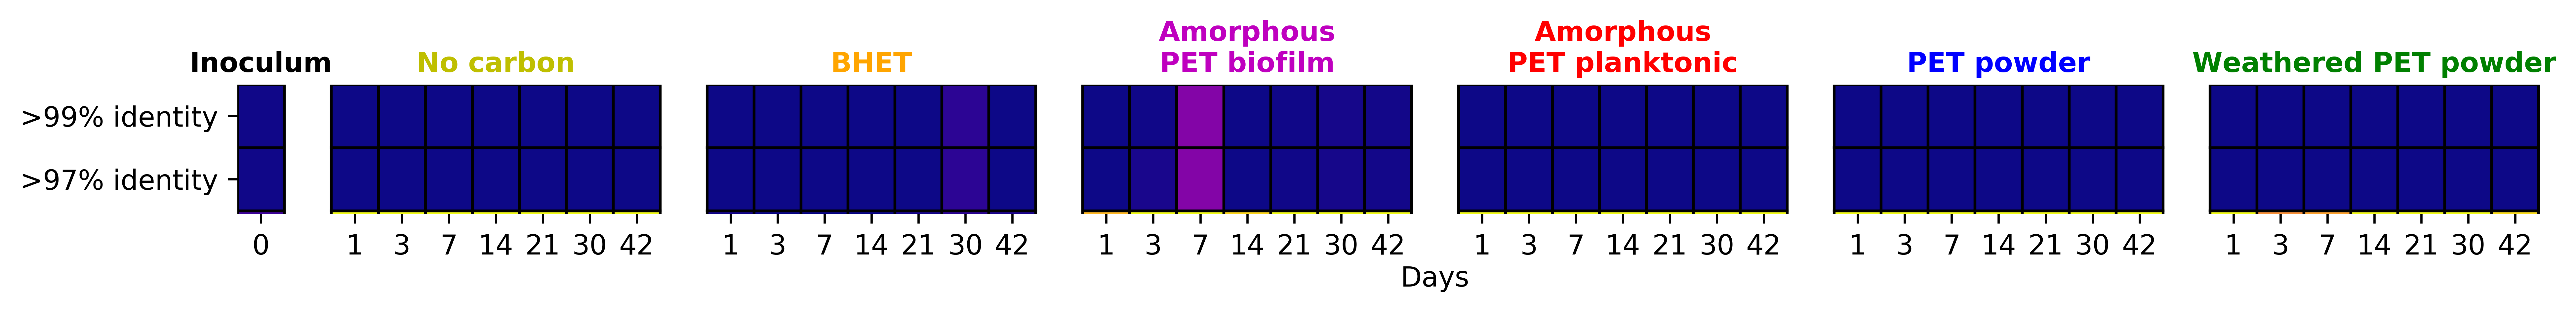 Inoculum
No carbon
BHET
Amorphous
PET biofilm
Amorphous
PET planktonic
PET powder
Weathered PET powder
>99% identity
>97% identity
0
1 3 7 14 21 30 42
1 3 7 14 21 30 42
1 3 7 14 21 30 42
1 3 7 14 21 30 42
1 3 7 14 21 30 42
1 3 7 14 21 30 42
Days